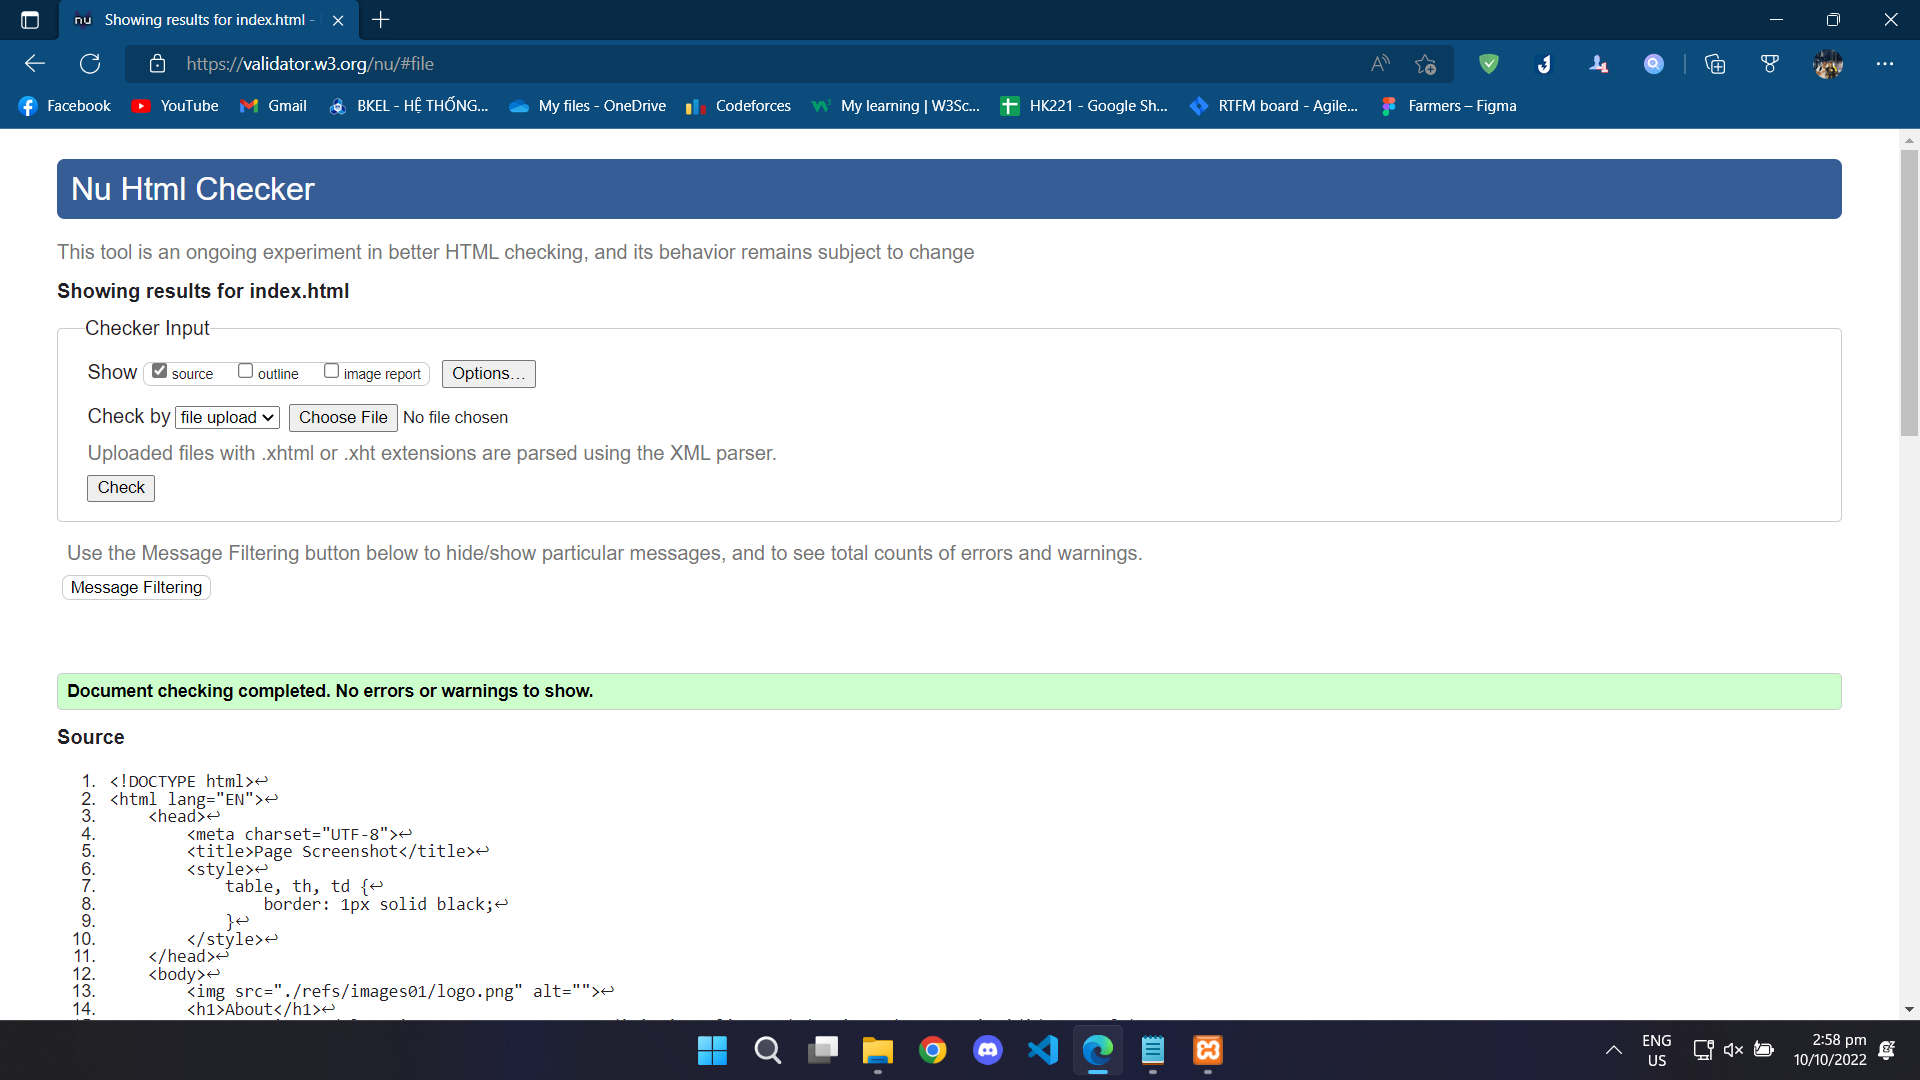 nu Showing results for index.html -
https://validator.w3.org/nu/#file
Facebook YouTube Gmail BKEL - HỆ THỐNG... My files - OneDrive Codeforces My learning | W3Sc... HK221 - Google Sh... RTFM board - Agile... Farmers – Figma
Nu Html Checker
This tool is an ongoing experiment in better HTML checking, and its behavior remains subject to change
Showing results for index.html
Checker Input
Show source outline image report Options...
Check by file upload Choose File No file chosen
Uploaded files with .xhtml or .xht extensions are parsed using the XML parser.
Check
Use the Message Filtering button below to hide/show particular messages, and to see total counts of errors and warnings.
Message Filtering
Document checking completed. No errors or warnings to show.
Source
1. <!DOCTYPE html>↩
2. <html lang="EN">↩
3. <head>↩
4. <meta charset="UTF-8">↩
5. <title>Page Screenshot</title>↩
6. <style>↩
7. table, th, td {↩
8. border: 1px solid black;↩
9. }↩
10. </style>↩
11. </head>↩
12. <body>↩
13. <img src="./refs/images01/logo.png" alt="">↩
14. <h1>About</h1>↩
ENG
US
2:58 pm
10/10/2022